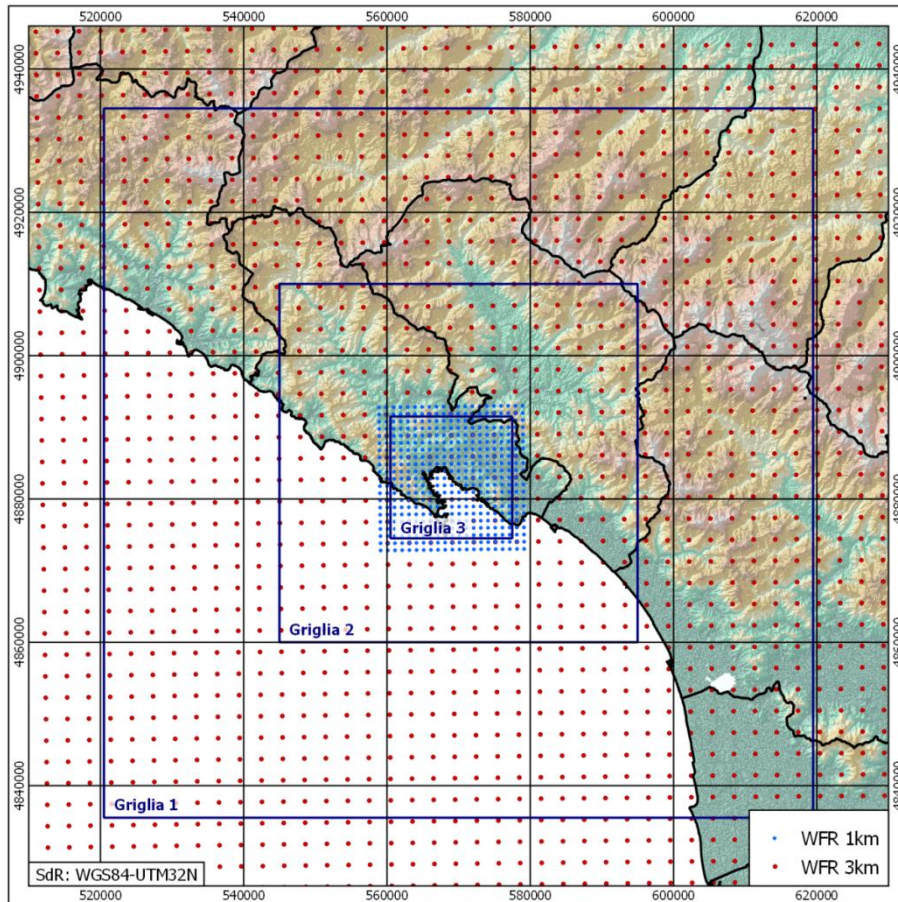 520000 540000 560000 580000 600000 620000
4940000 4940000
4920000 4920000
4900000 4900000
4880000 4880000
Griglia 3
Griglia 2
4860000 4860000
4840000 4840000
Griglia 1
WFR 1km
WFR 3km
SdR: WGS84-UTM32N
520000 540000 560000 580000 600000 620000